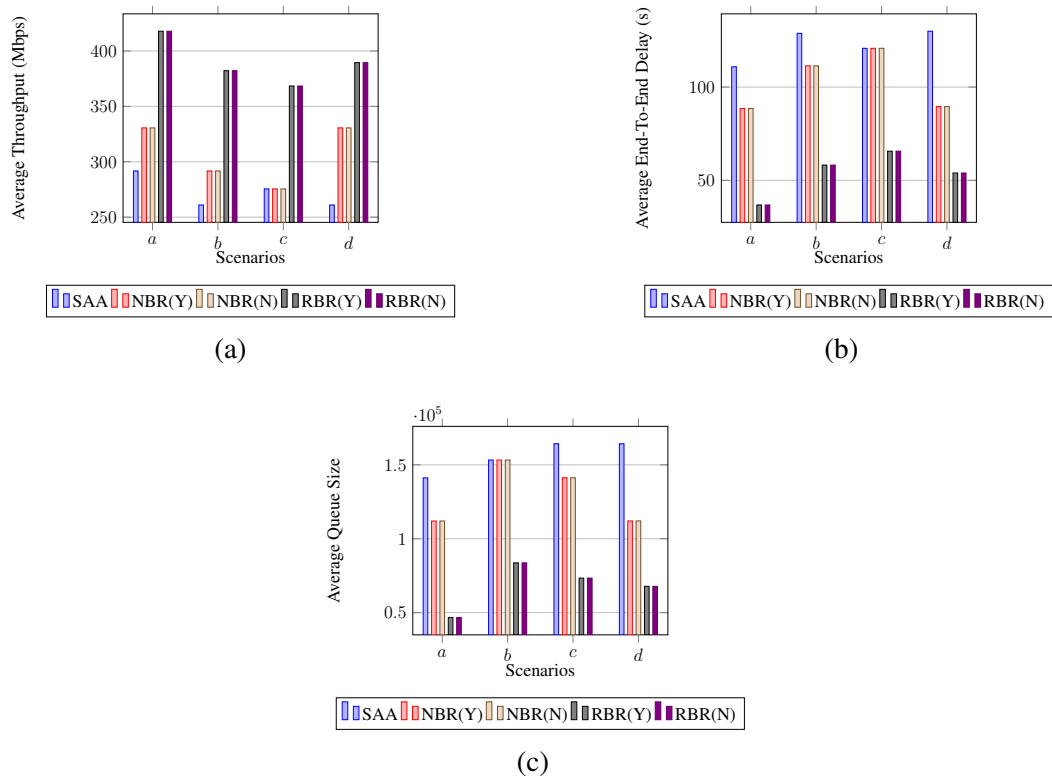 Average Throughput (Mbps)
400
350
300
250
a b c d
Scenarios
SAA NBR(Y) NBR(N) RBR(Y) RBR(N)
(a)
Average End-To-End Delay (s)
100
50
a b c d
Scenarios
SAA NBR(Y) NBR(N) RBR(Y) RBR(N)
(b)
·10⁵
Average Queue Size
1.5
1
0.5
a b c d
Scenarios
SAA NBR(Y) NBR(N) RBR(Y) RBR(N)
(c)